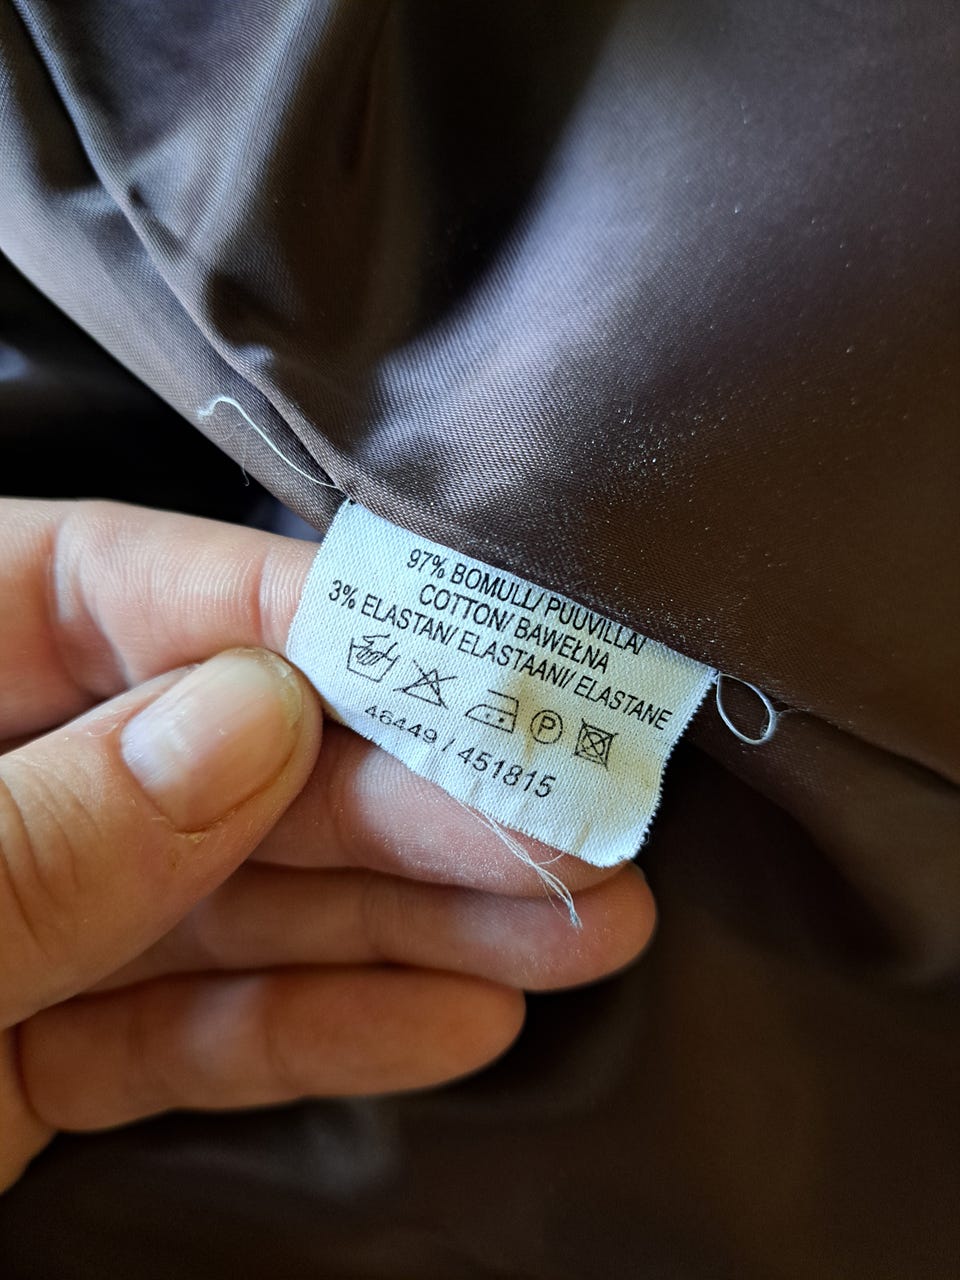 97% BOMULL/ PUUVILLA/
COTTON/ BAWEŁNA
3% ELASTAN/ ELASTAANI/ ELASTANE
P
46449 / 451815